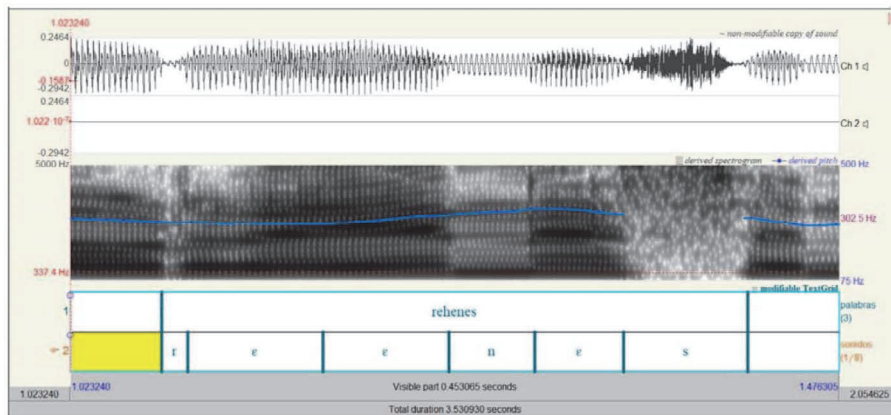 1.023240
0.2464
~ non-modifiable copy of sound
0
-0.1587
-0.2942
Ch 1
0.2464
1.022·10⁻⁵
Ch 2
-0.2942
5000 Hz
derived spectrogram derived pitch
500 Hz
302.5 Hz
337.4 Hz
75 Hz
modifiable TextGrid
1 rehenes palabras
(3)
2 r ɛ ɛ n ɛ s sonidos
(1/8)
1.023240 1.023240 Visible part 0.453065 seconds 1.476305 2.054625
Total duration 3.530930 seconds